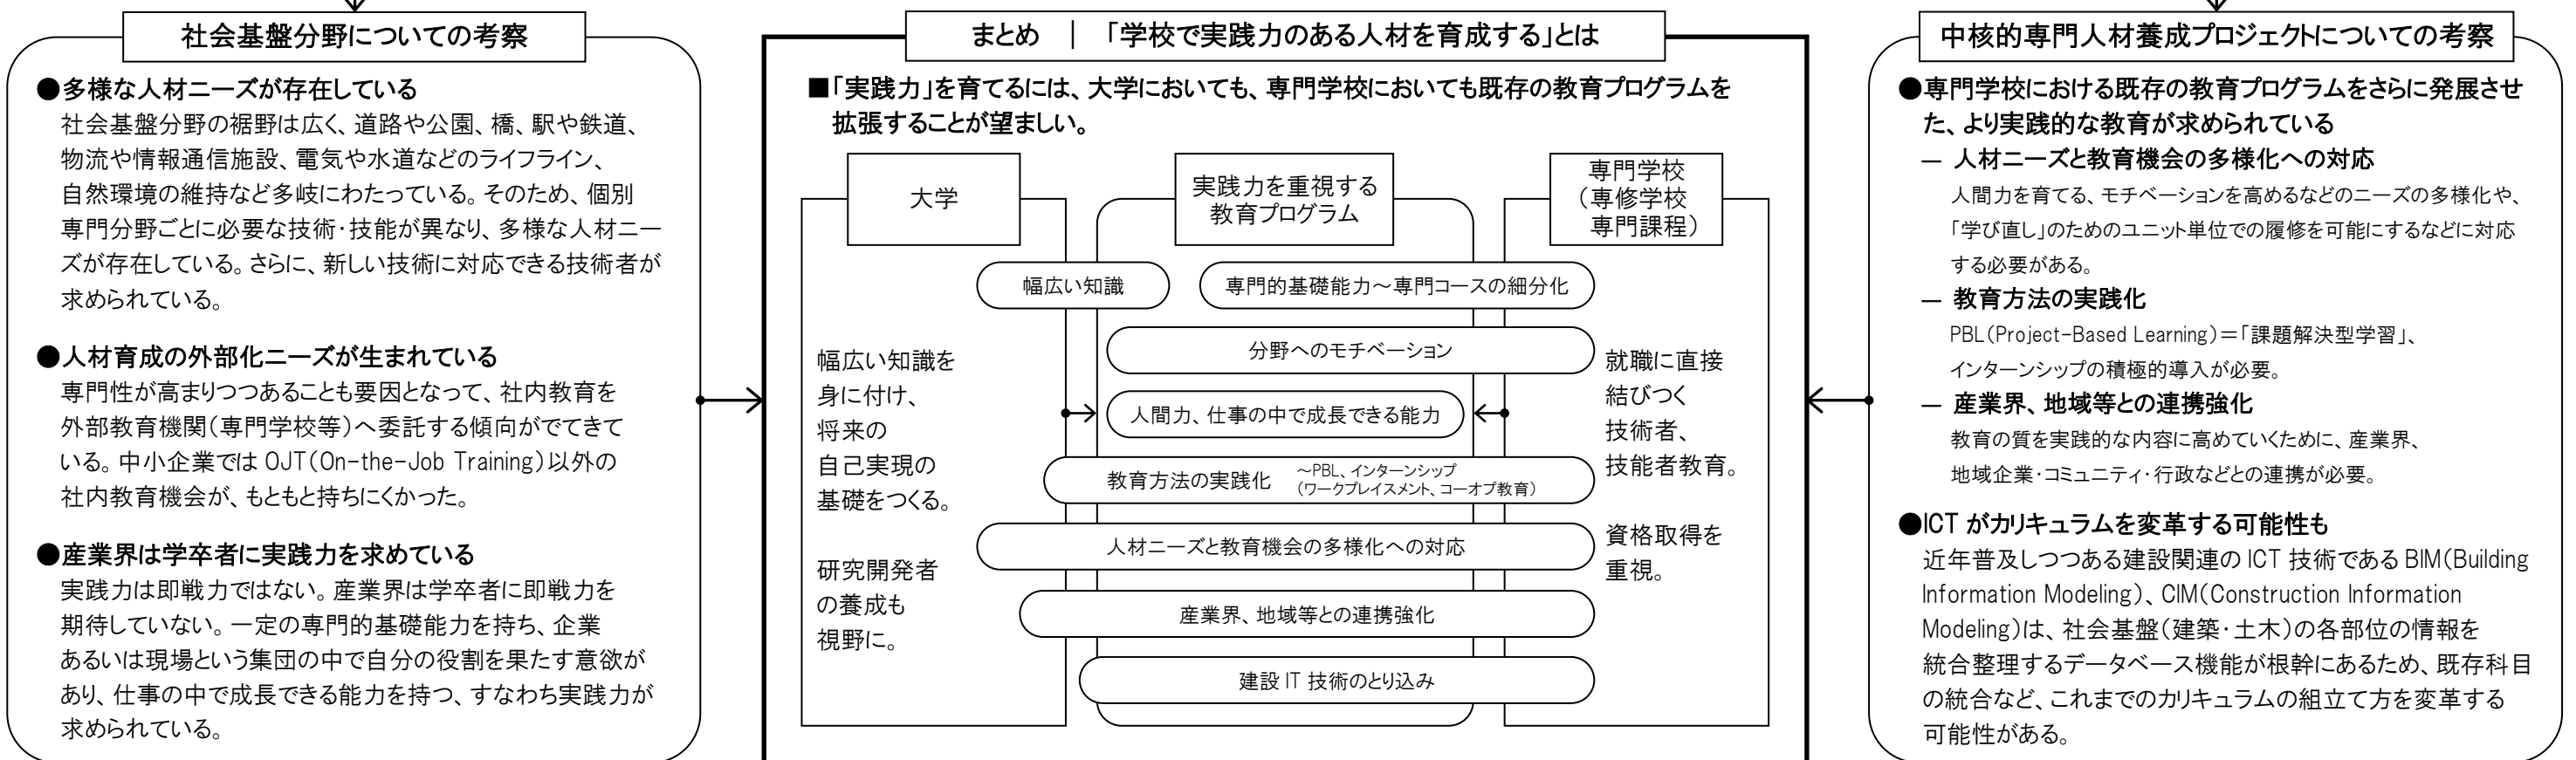 社会基盤分野についての考察
●多様な人材ニーズが存在している
社会基盤分野の裾野は広く、道路や公園、橋、駅や鉄道、
物流や情報通信施設、電気や水道などのライフライン、
自然環境の維持など多岐にわたっている。そのため、個別
専門分野ごとに必要な技術・技能が異なり、多様な人材ニー
ズが存在している。さらに、新しい技術に対応できる技術者が
求められている。
●人材育成の外部化ニーズが生まれている
専門性が高まりつつあることも要因となって、社内教育を
外部教育機関(専門学校等)へ委託する傾向がでてきて
いる。中小企業では OJT(On-the-Job Training)以外の
社内教育機会が、もともと持ちにくかった。
●産業界は学卒者に実践力を求めている
実践力は即戦力ではない。産業界は学卒者に即戦力を
期待していない。一定の専門的基礎能力を持ち、企業
あるいは現場という集団の中で自分の役割を果たす意欲が
あり、仕事の中で成長できる能力を持つ、すなわち実践力が
求められている。
まとめ ｜ 「学校で実践力のある人材を育成する」とは
■「実践力」を育てるには、大学においても、専門学校においても既存の教育プログラムを
拡張することが望ましい。
大学
実践力を重視する
教育プログラム
専門学校
（専修学校
専門課程）
幅広い知識
専門的基礎能力～専門コースの細分化
分野へのモチベーション
人間力、仕事の中で成長できる能力
教育方法の実践化
～PBL、インターンシップ
（ワークプレイスメント、コーオプ教育）
人材ニーズと教育機会の多様化への対応
産業界、地域等との連携強化
建設 IT 技術のとり込み
幅広い知識を
身に付け、
将来の
自己実現の
基礎をつくる。
研究開発者
の養成も
視野に。
就職に直接
結びつく
技術者、
技能者教育。
資格取得を
重視。
中核的専門人材養成プロジェクトについての考察
●専門学校における既存の教育プログラムをさらに発展させ
た、より実践的な教育が求められている
― 人材ニーズと教育機会の多様化への対応
人間力を育てる、モチベーションを高めるなどのニーズの多様化や、
「学び直し」のためのユニット単位での履修を可能にするなどに対応
する必要がある。
― 教育方法の実践化
PBL(Project-Based Learning)＝「課題解決型学習」、
インターンシップの積極的導入が必要。
― 産業界、地域等との連携強化
教育の質を実践的な内容に高めていくために、産業界、
地域企業・コミュニティ・行政などとの連携が必要。
●ICT がカリキュラムを変革する可能性も
近年普及しつつある建設関連の ICT 技術である BIM(Building
Information Modeling)、CIM(Construction Information
Modeling)は、社会基盤(建築・土木)の各部位の情報を
統合整理するデータベース機能が根幹にあるため、既存科目
の統合など、これまでのカリキュラムの組立て方を変革する
可能性がある。